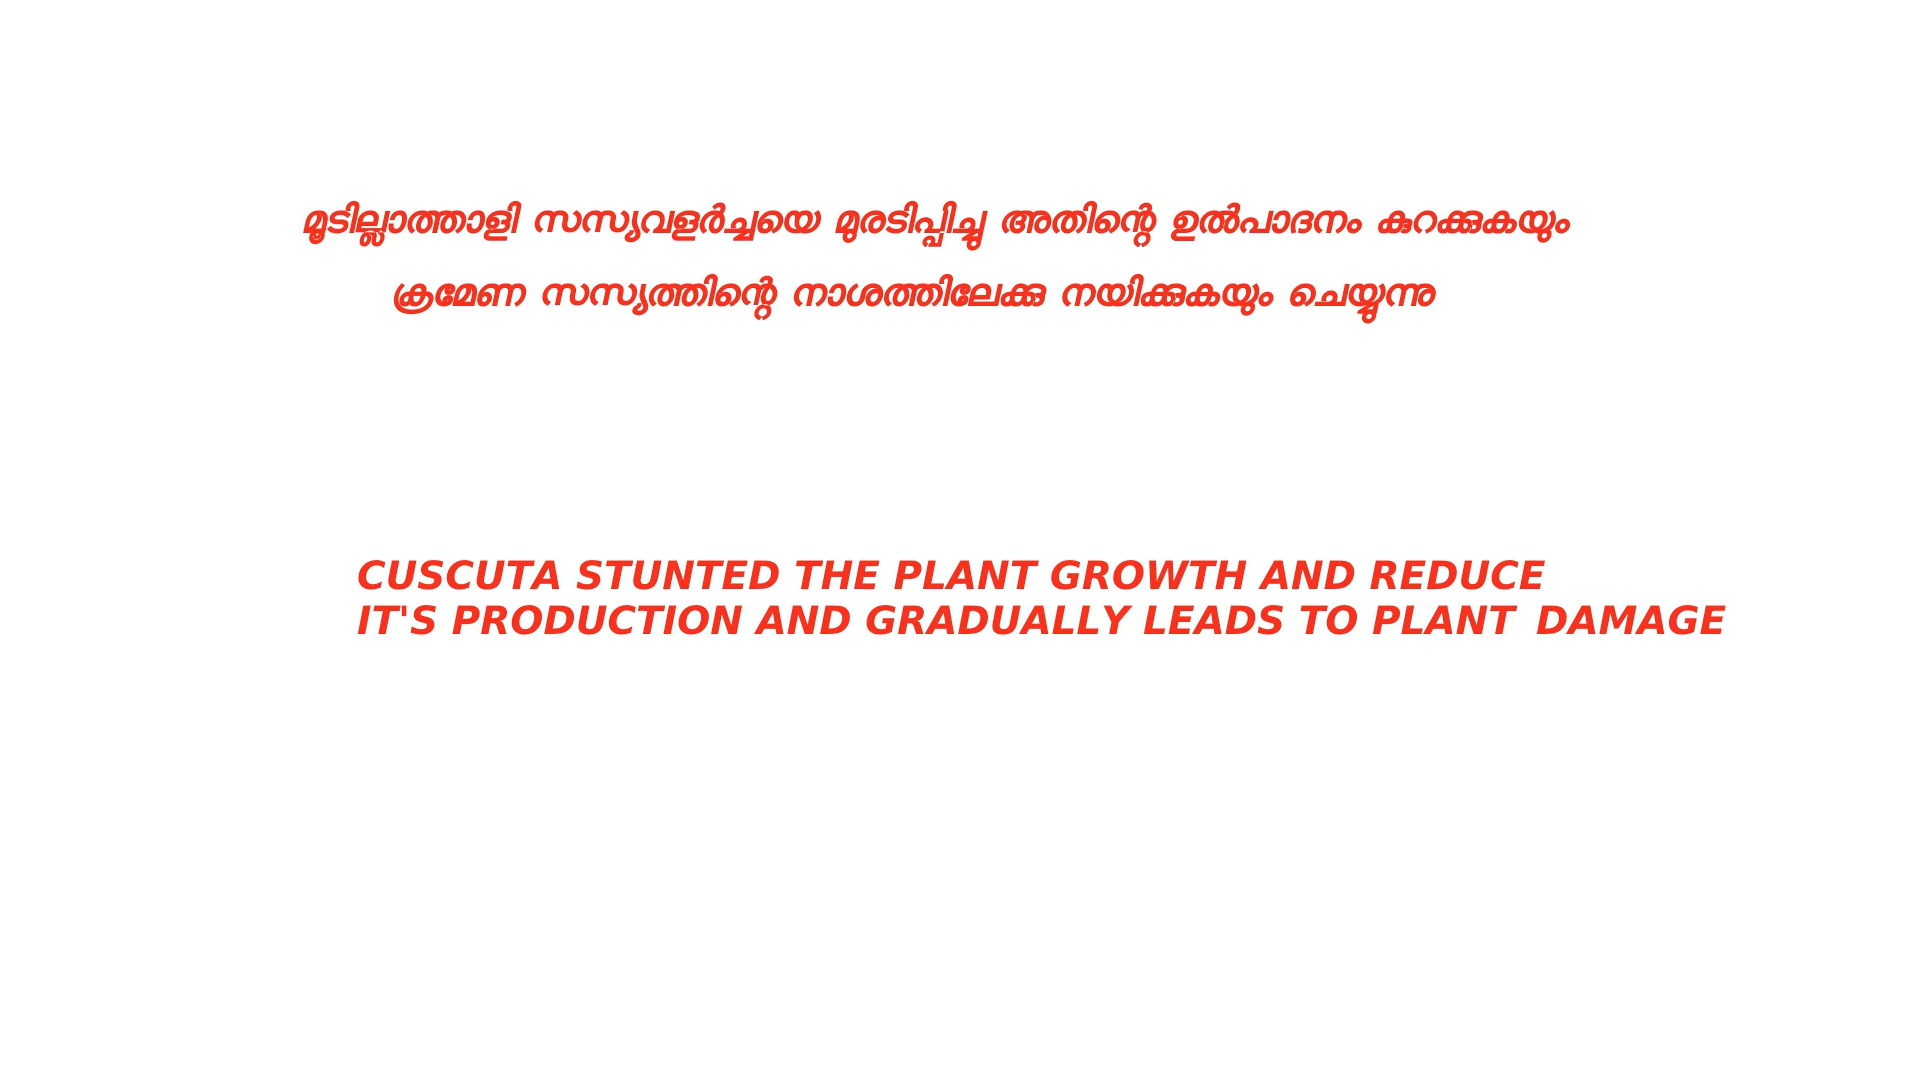 മൂടില്ലാത്താളി സസ്യവളർച്ചയെ മുരടിപ്പിച്ചു അതിന്റെ ഉൽപാദനം കുറക്കുകയും
ക്രമേണ സസ്യത്തിന്റെ നാശത്തിലേക്കു നയിക്കുകയും ചെയ്യുന്നു
CUSCUTA STUNTED THE PLANT GROWTH AND REDUCE
IT'S PRODUCTION AND GRADUALLY LEADS TO PLANT DAMAGE